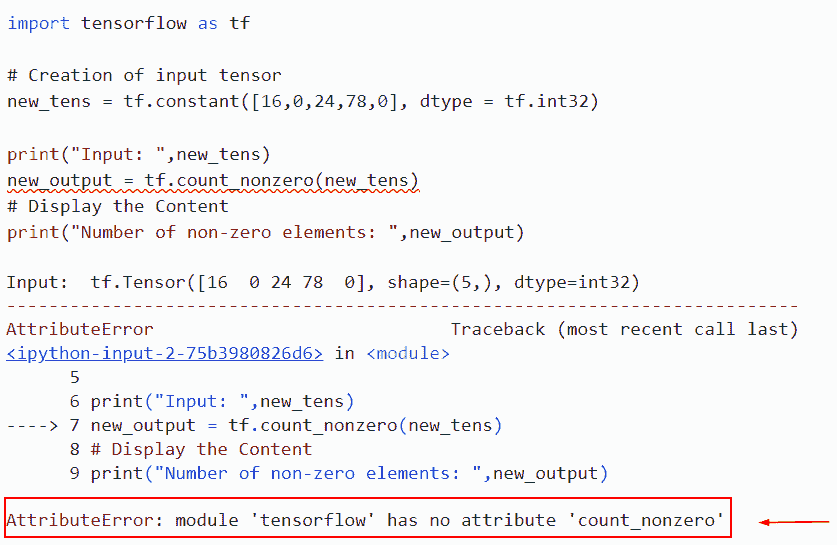 import tensorflow as tf
# Creation of input tensor
new_tens = tf.constant([16,0,24,78,0], dtype = tf.int32)
print("Input: ",new_tens)
new_output = tf.count_nonzero(new_tens)
# Display the Content
print("Number of non-zero elements: ",new_output)
Input:  tf.Tensor([16  0 24 78  0], shape=(5,), dtype=int32)
---------------------------------------------------------------------------
AttributeError                            Traceback (most recent call last)
<ipython-input-2-75b3980826d6> in <module>
      5
      6 print("Input: ",new_tens)
----> 7 new_output = tf.count_nonzero(new_tens)
      8 # Display the Content
      9 print("Number of non-zero elements: ",new_output)
AttributeError: module 'tensorflow' has no attribute 'count_nonzero'